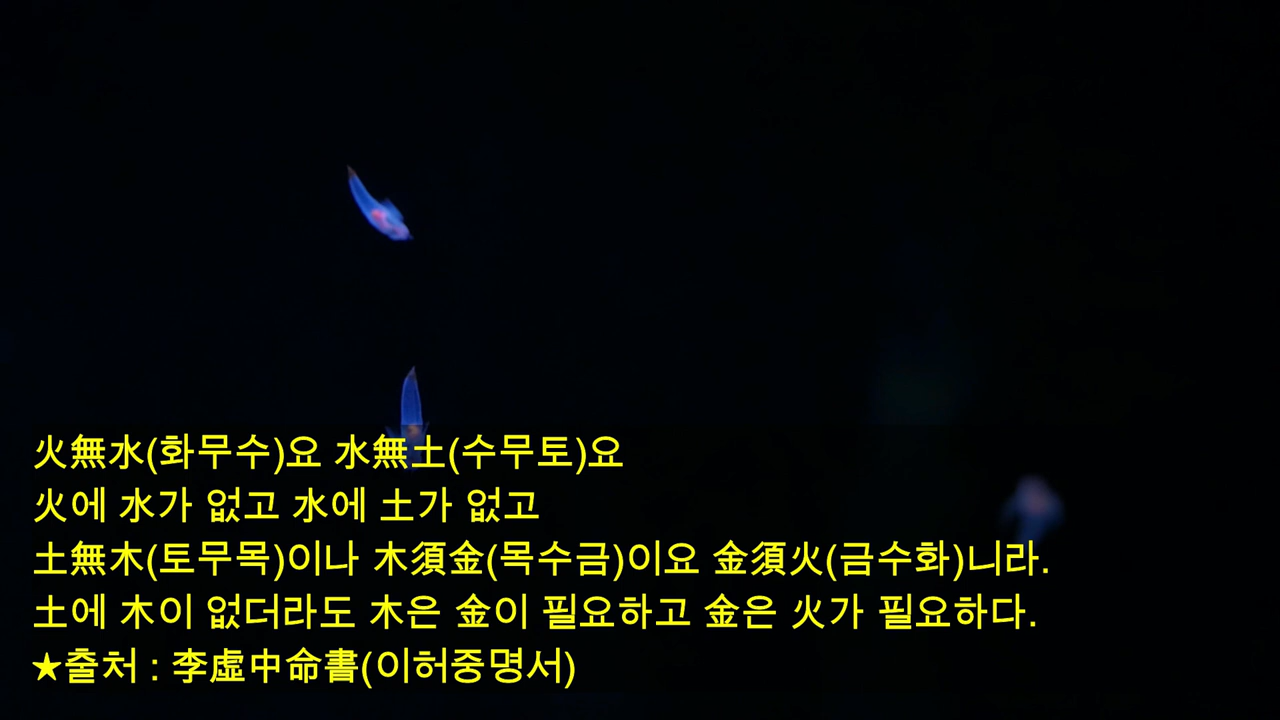 火無水(화무수)요 水無土(수무토)요
火에 水가 없고 水에 土가 없고
土無木(토무목)이나 木須金(목수금)이요 金須火(금수화)니라.
土에 木이 없더라도 木은 金이 필요하고 金은 火가 필요하다.
★출처 : 李虛中命書(이허중명서)